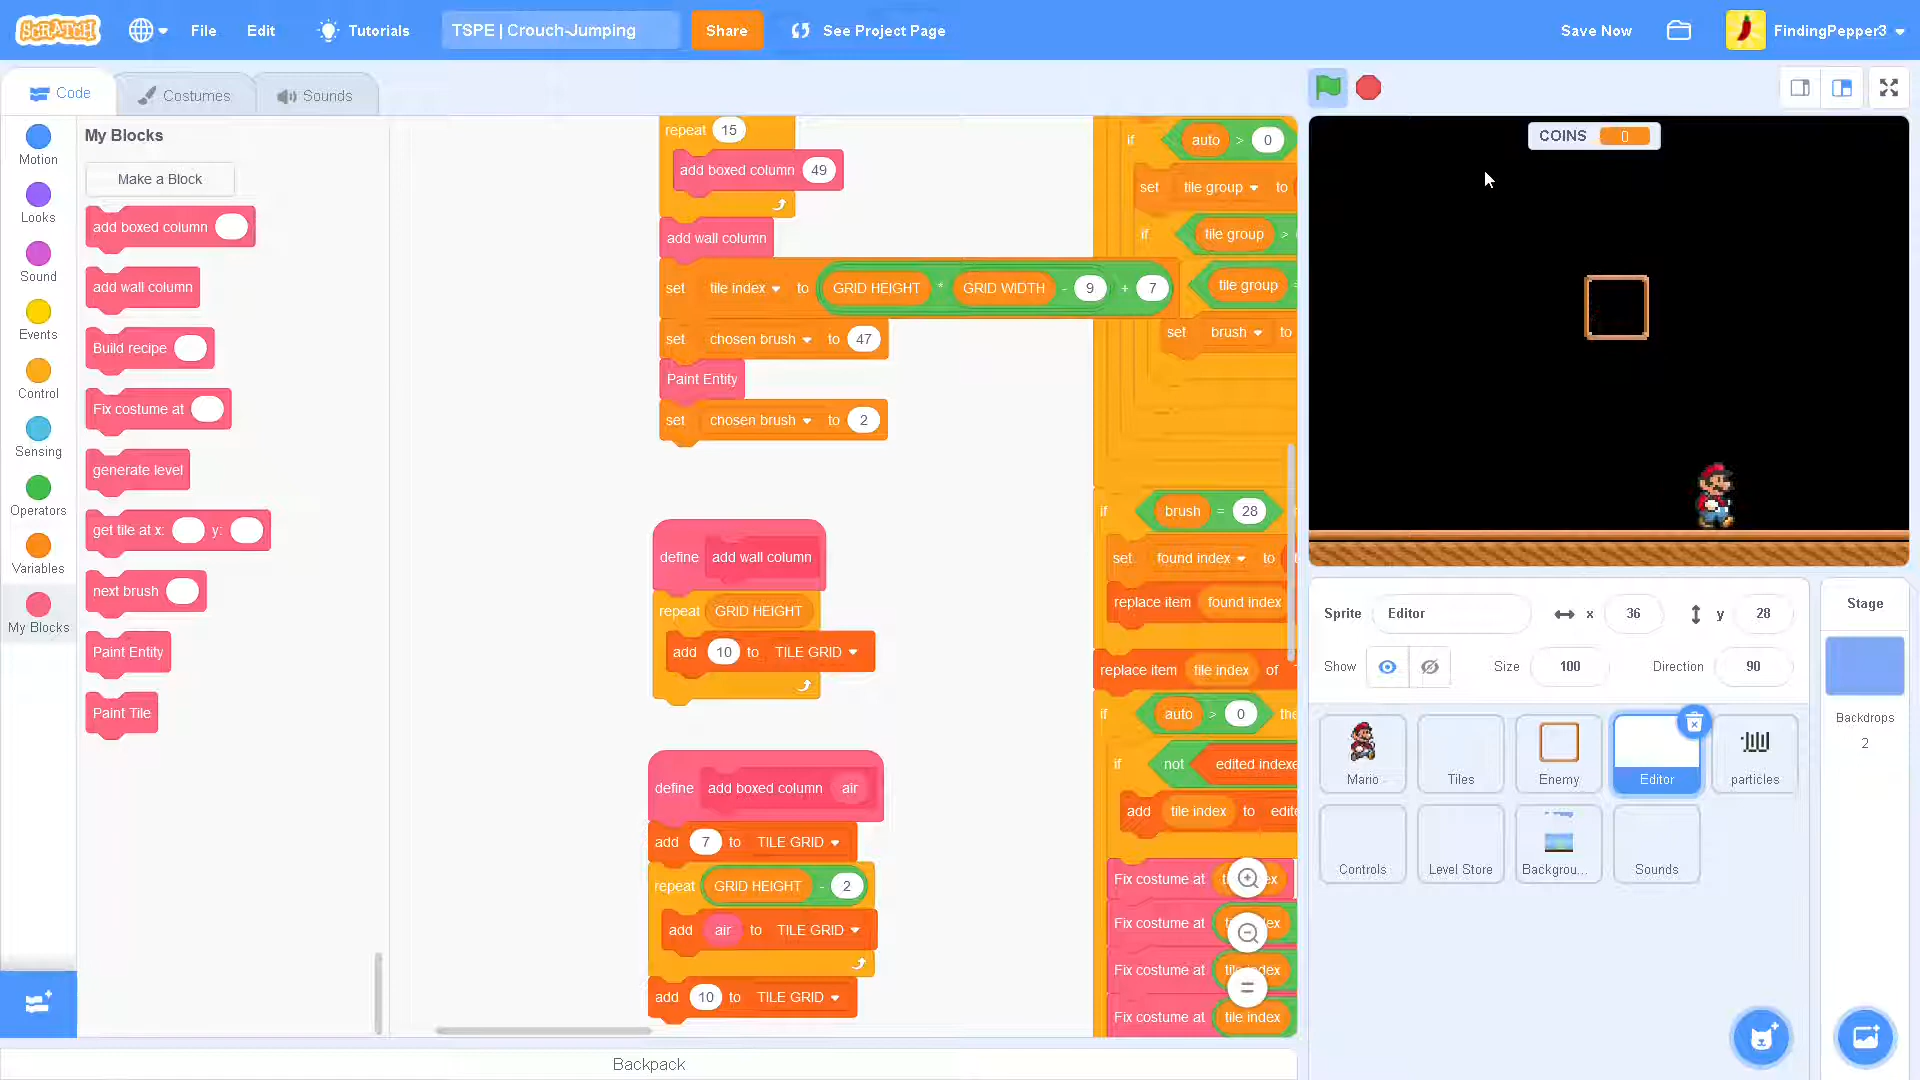 SCRATCH
File
Edit
Tutorials
TSPE | Crouch-Jumping
Share
See Project Page
Save Now
FindingPepper3
Code
Costumes
Sounds
Motion
Looks
Sound
Events
Control
Sensing
Operators
Variables
My Blocks
My Blocks
Make a Block
add boxed column
add wall column
Build recipe
Fix costume at
generate level
get tile at x: y:
next brush
Paint Entity
Paint Tile
repeat 15
add boxed column 49
add wall column
set tile index to GRID HEIGHT * GRID WIDTH - 9 + 7
set chosen brush to 47
Paint Entity
set chosen brush to 2
define add wall column
repeat GRID HEIGHT
add 10 to TILE GRID
define add boxed column air
add 7 to TILE GRID
repeat GRID HEIGHT - 2
add air to TILE GRID
add 10 to TILE GRID
if auto > 0
set tile group to
if tile group >
tile group
set brush to
if brush = 28
set found index to
replace item found index
replace item tile index of
if auto > 0 the
if not edited indexe
add tile index to edite
Fix costume at
Fix costume at
Fix costume at tile index
Fix costume at tile index
Backpack
COINS 0
Sprite Editor x 36 y 28
Show Size 100 Direction 90
Mario
Tiles
Enemy
Editor
particles
Controls
Level Store
Backgrou...
Sounds
Stage
Backdrops
2